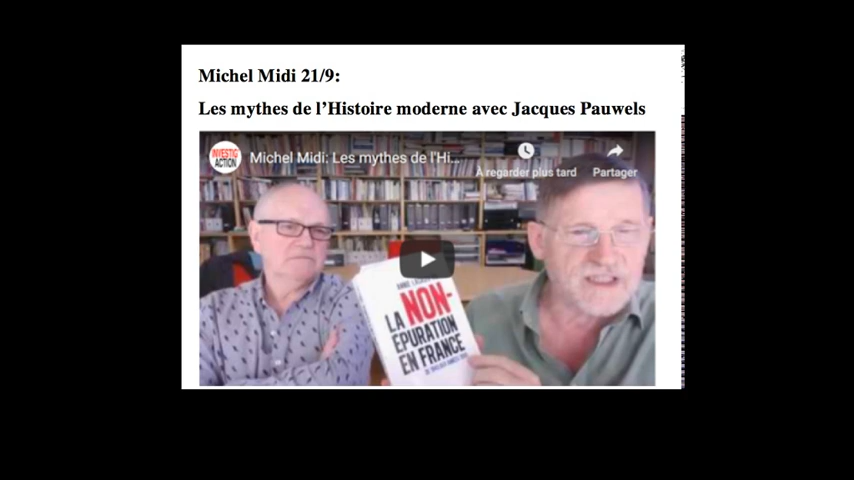 Michel Midi 21/9:
Les mythes de l’Histoire moderne avec Jacques Pauwels
INVESTIG
ACTION
Michel Midi: Les mythes de l'Hi...
À regarder plus tard
Partager
LA NON-
EPURATION
EN FRANCE